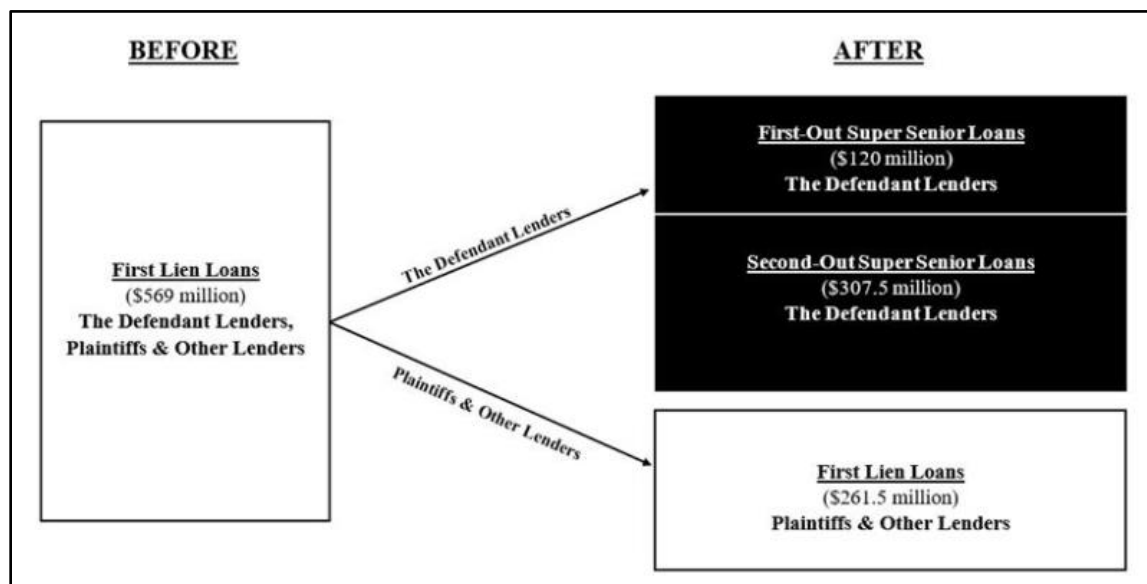 BEFORE
AFTER
First Lien Loans
($569 million)
The Defendant Lenders,
Plaintiffs & Other Lenders
The Defendant Lenders
Plaintiffs & Other Lenders
First-Out Super Senior Loans
($120 million)
The Defendant Lenders
Second-Out Super Senior Loans
($307.5 million)
The Defendant Lenders
First Lien Loans
($261.5 million)
Plaintiffs & Other Lenders